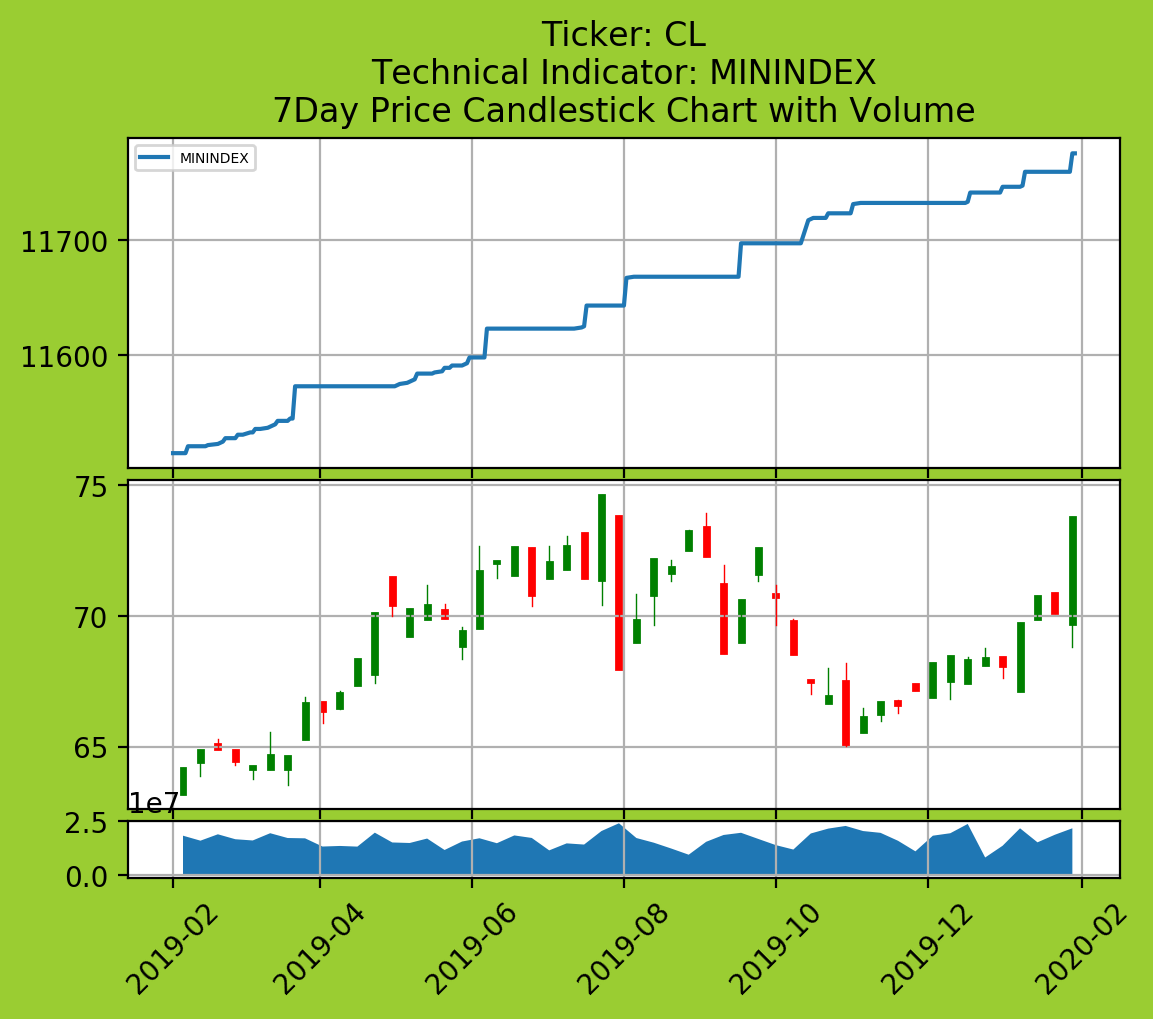 Ticker: CL
Technical Indicator: MININDEX
7Day Price Candlestick Chart with Volume
MININDEX
11700
11600
75
70
65
1e7
2.5
0.0
2019-02
2019-04
2019-06
2019-08
2019-10
2019-12
2020-02